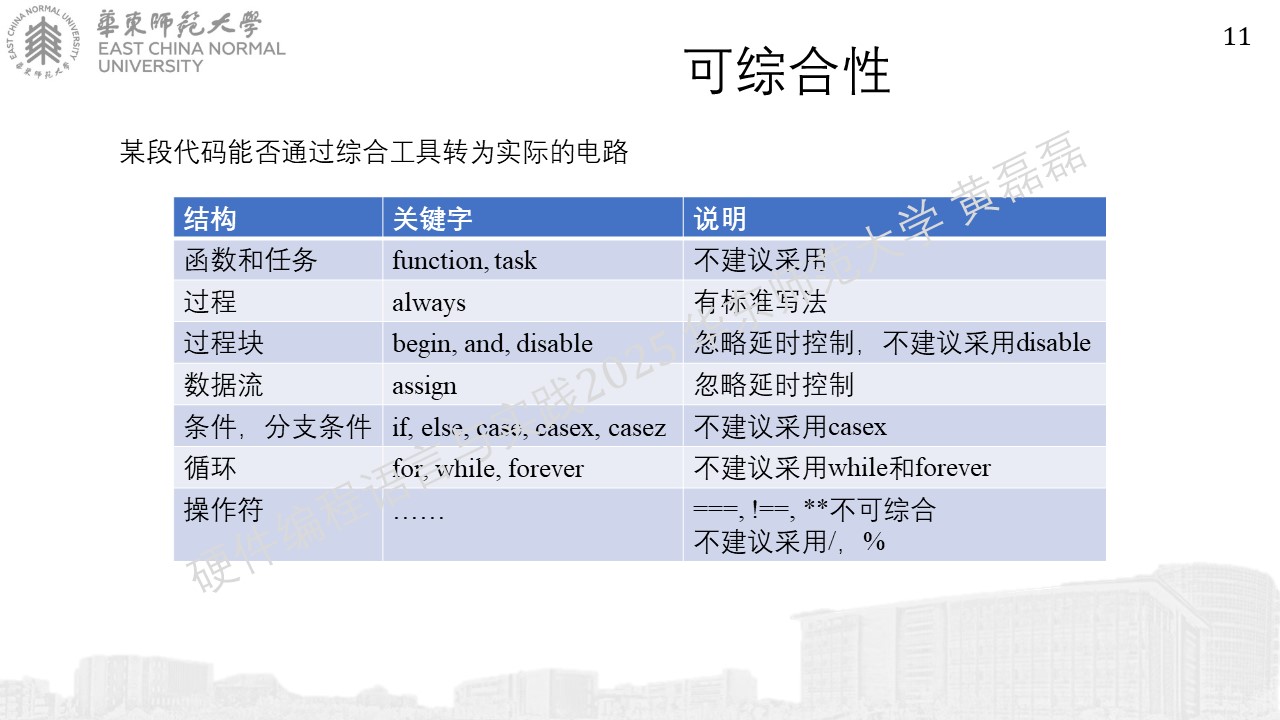 華東師範大學
EAST CHINA NORMAL
UNIVERSITY
EAST CHINA NORMAL UNIVERSITY
華東师范大学
11
可综合性
某段代码能否通过综合工具转为实际的电路
结构 关键字 说明
函数和任务 function, task 不建议采用
过程 always 有标准写法
过程块 begin, and, disable 忽略延时控制，不建议采用disable
数据流 assign 忽略延时控制
条件，分支条件 if, else, case, casex, casez 不建议采用casex
循环 for, while, forever 不建议采用while和forever
操作符 …… ===, !==, **不可综合
不建议采用/，%
硬件编程语言与实践2025 华东师范大学 黄磊磊